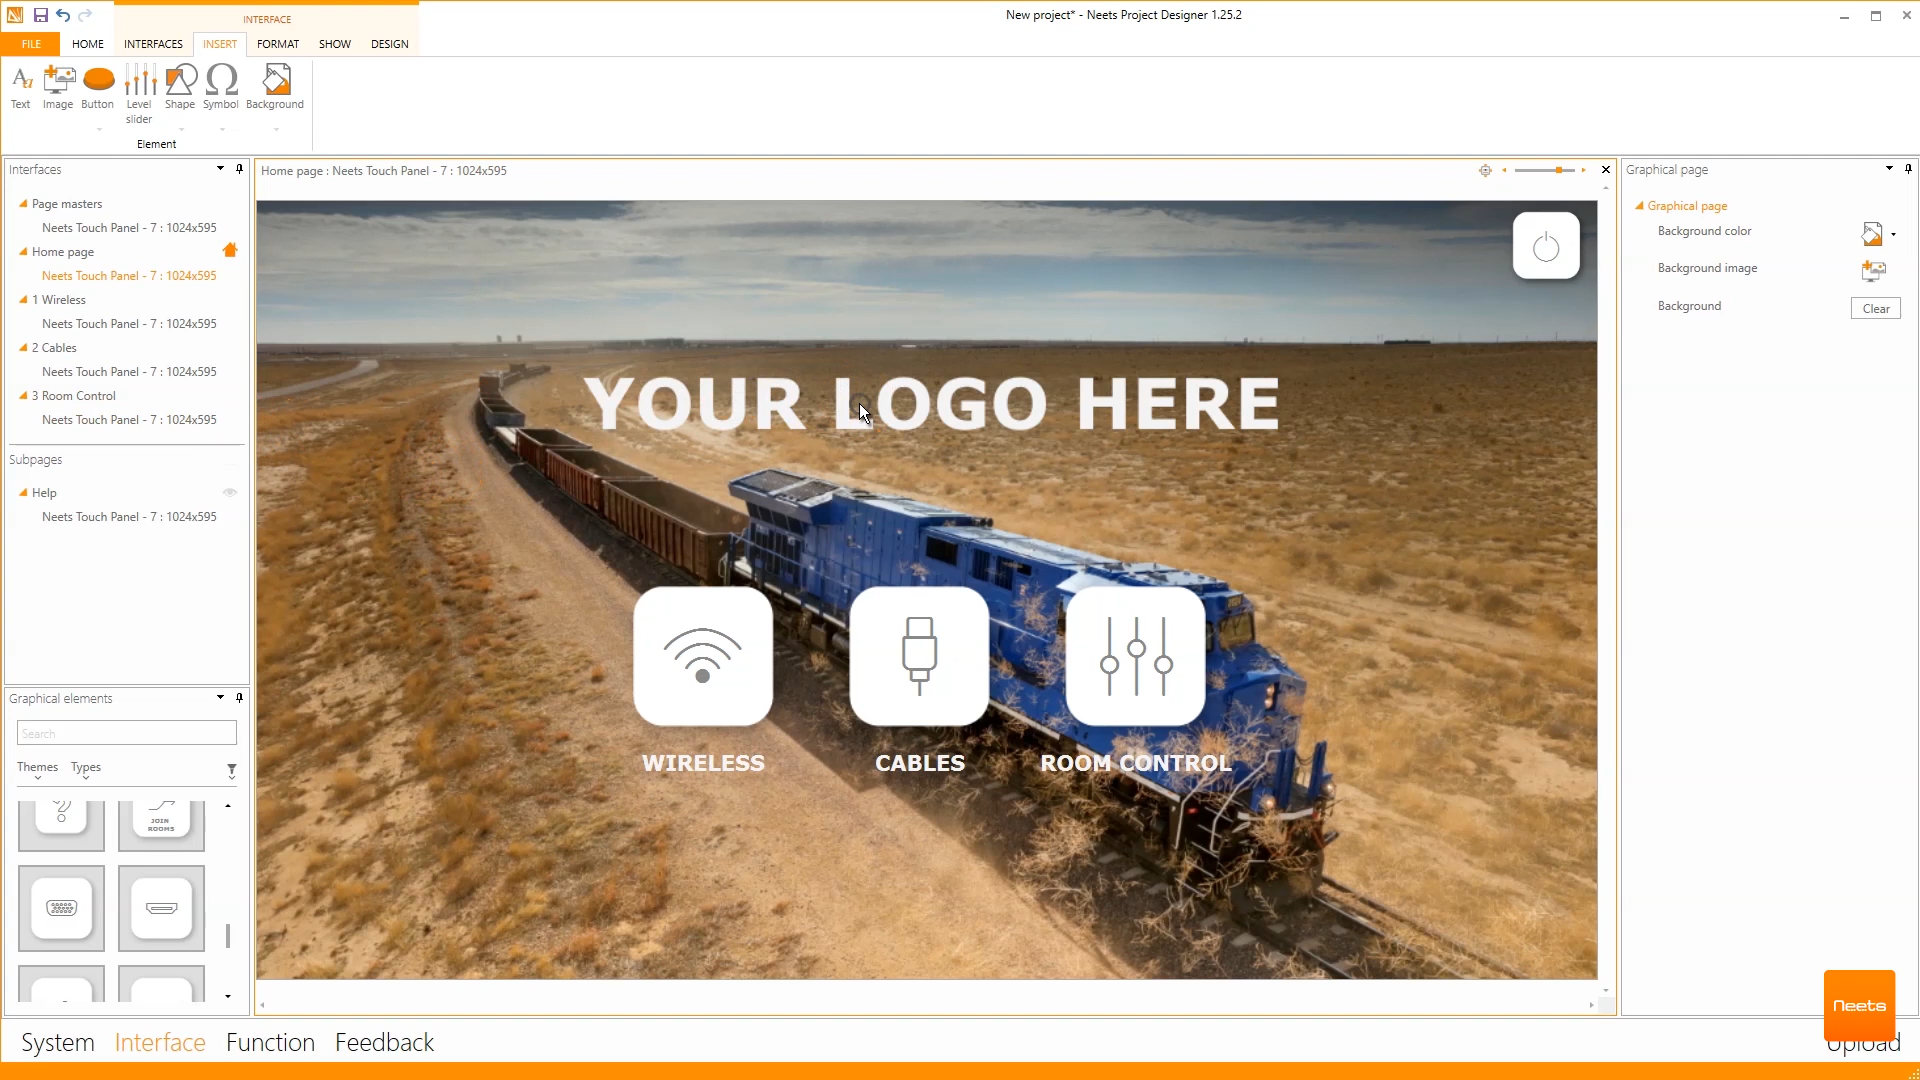 New project* - Neets Project Designer 1.25.2
INTERFACE
FILE HOME INTERFACES INSERT FORMAT SHOW DESIGN
Aa
Text Image Button Level slider Shape Symbol Background
Element
Interfaces
Page masters
Neets Touch Panel - 7 : 1024x595
Home page
Neets Touch Panel - 7 : 1024x595
1 Wireless
Neets Touch Panel - 7 : 1024x595
2 Cables
Neets Touch Panel - 7 : 1024x595
3 Room Control
Neets Touch Panel - 7 : 1024x595
Subpages
Help
Neets Touch Panel - 7 : 1024x595
Graphical elements
Search
Themes Types
JOIN
ROOMS
Home page : Neets Touch Panel - 7 : 1024x595
YOUR LOGO HERE
WIRELESS CABLES ROOM CONTROL
Graphical page
Graphical page
Background color
Background image
Background Clear
Neets
System Interface Function Feedback Upload